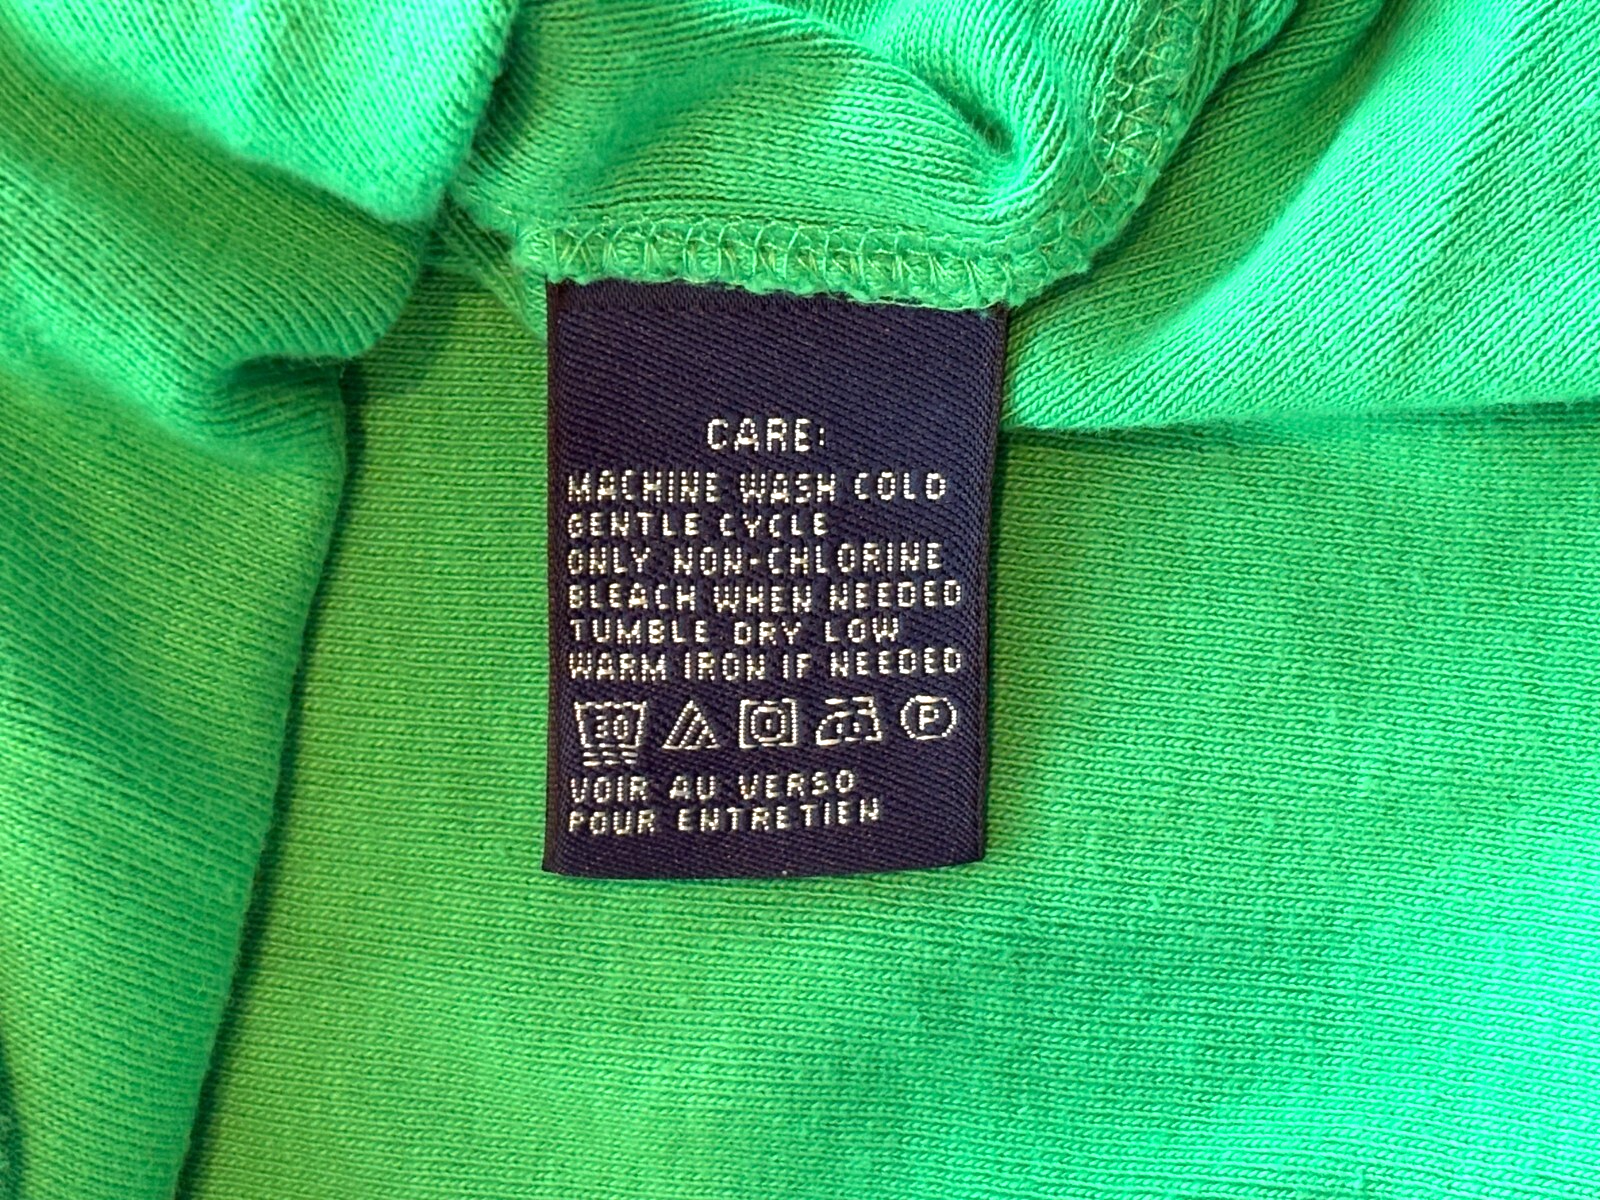 CARE:
MACHINE WASH COLD
GENTLE CYCLE
ONLY NON-CHLORINE
BLEACH WHEN NEEDED
TUMBLE DRY LOW
WARM IRON IF NEEDED
30 P
VOIR AU VERSO
POUR ENTRETIEN